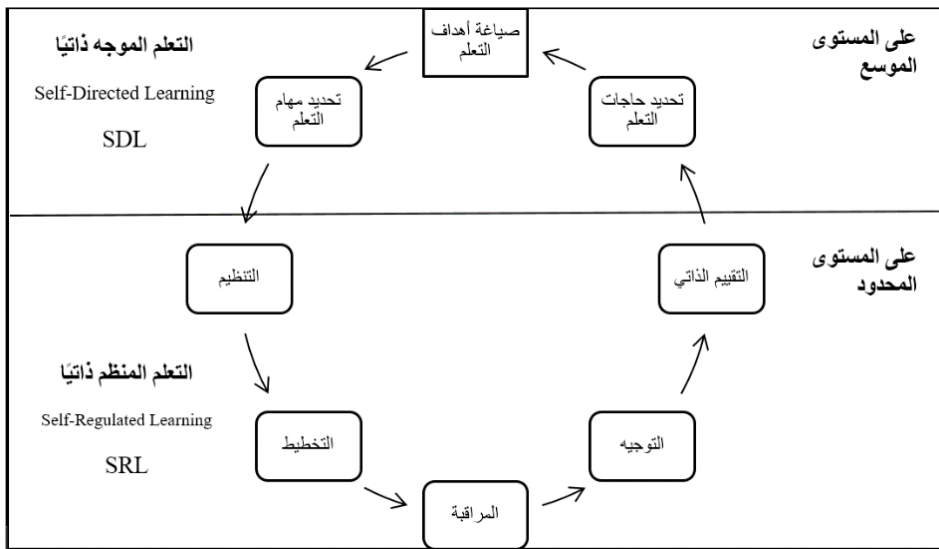 على المستوى
الموسع
صياغة أهداف
التعلم
التعلم الموجه ذاتيًا
Self-Directed Learning
SDL
تحديد حاجات
التعلم
تحديد مهام
التعلم
على المستوى
المحدود
التقييم الذاتي
التنظيم
التعلم المنظم ذاتيًا
Self-Regulated Learning
SRL
التوجيه
التخطيط
المراقبة